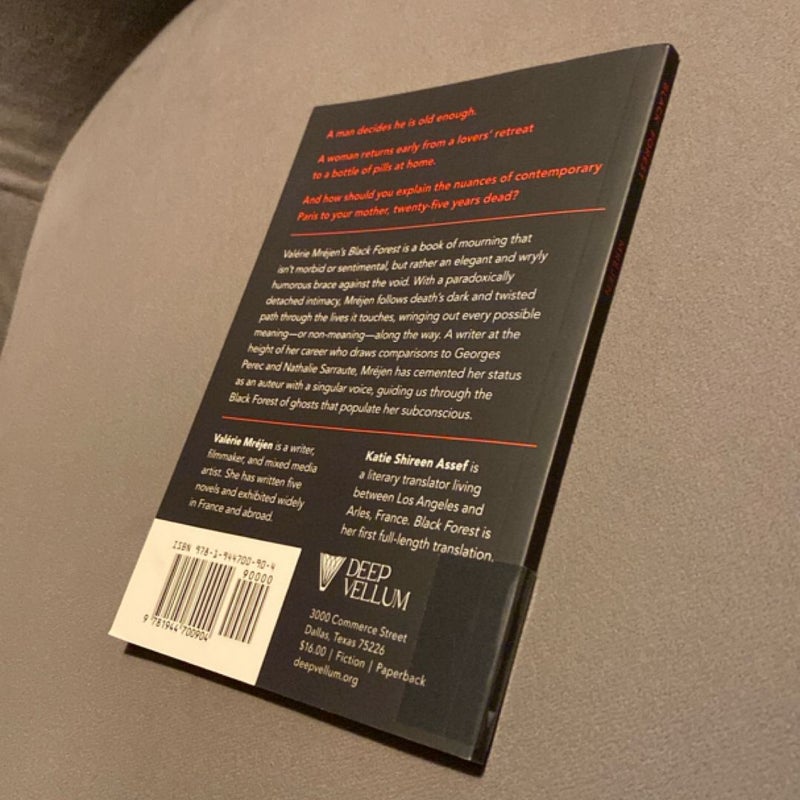 A man decides he is old enough.
A woman returns early from a lovers' retreat
to a bottle of pills at home.
And how should you explain the nuances of contemporary
Paris to your mother, twenty-five years dead?
Valérie Mréjen's Black Forest is a book of mourning that
isn't morbid or sentimental, but rather an elegant and wryly
humorous brace against the void. With a paradoxically
detached intimacy, Mréjen follows death's dark and twisted
path through the lives it touches, wringing out every possible
meaning—or non-meaning—along the way. A writer at the
height of her career who draws comparisons to Georges
Perec and Nathalie Sarraute, Mréjen has cemented her status
as an auteur with a singular voice, guiding us through the
Black Forest of ghosts that populate her subconscious.
Valérie Mréjen is a writer,
filmmaker, and mixed media
artist. She has written five
novels and exhibited widely
in France and abroad.
Katie Shireen Assef is
a literary translator living
between Los Angeles and
Arles, France. Black Forest is
her first full-length translation.
ISBN 978-1-944700-90-4
90000
9 781944 700904
DEEP
VELLUM
3000 Commerce Street
Dallas, Texas 75226
$16.00 | Fiction | Paperback
deepvellum.org
BLACK FOREST
MRÉJEN